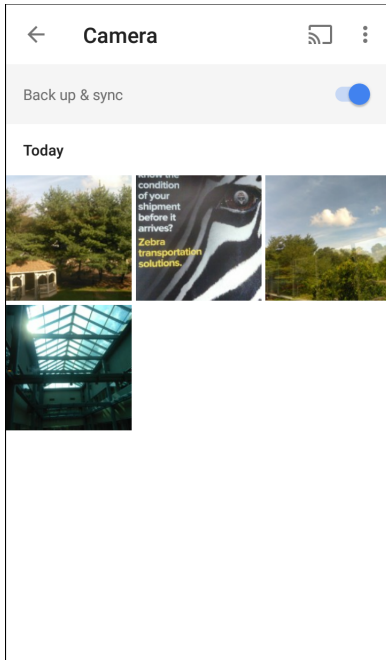 Camera
Back up & sync
Today
know the
condition
of your
shipment
before it
arrives?
Zebra
transportation
solutions.